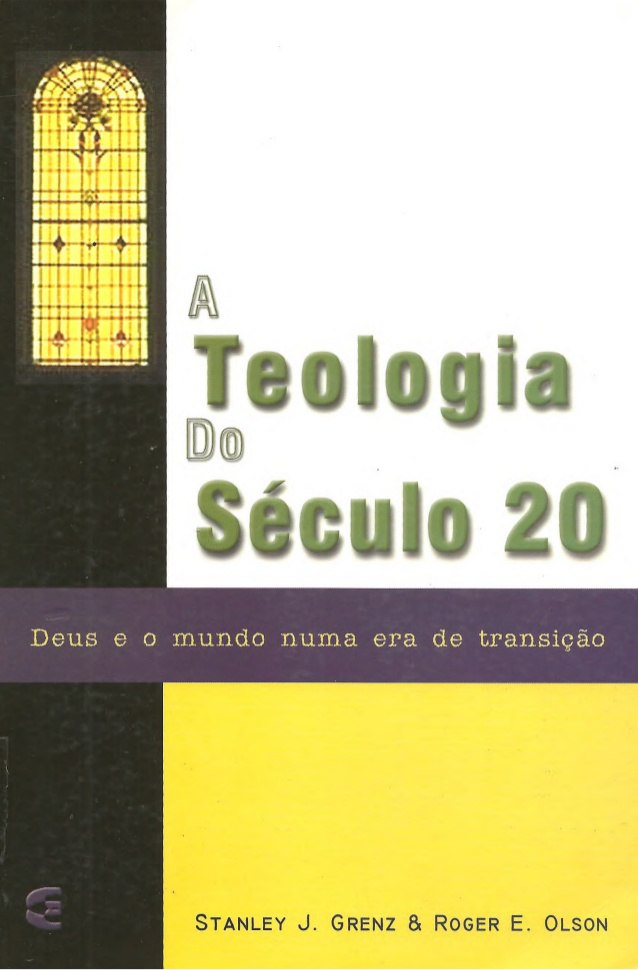 A
Teologia
Do
Século 20
Deus e o mundo numa era de transição
STANLEY J. GRENZ & ROGER E. OLSON